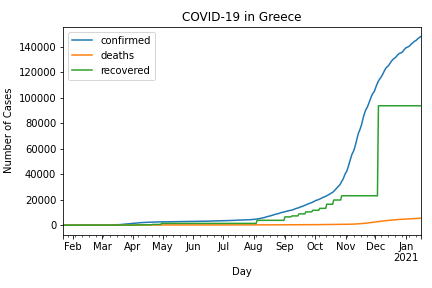 COVID-19 in Greece
confirmed
deaths
recovered
140000
120000
100000
80000
60000
40000
20000
0
Number of Cases
Feb Mar Apr May Jun Jul Aug Sep Oct Nov Dec Jan
2021
Day